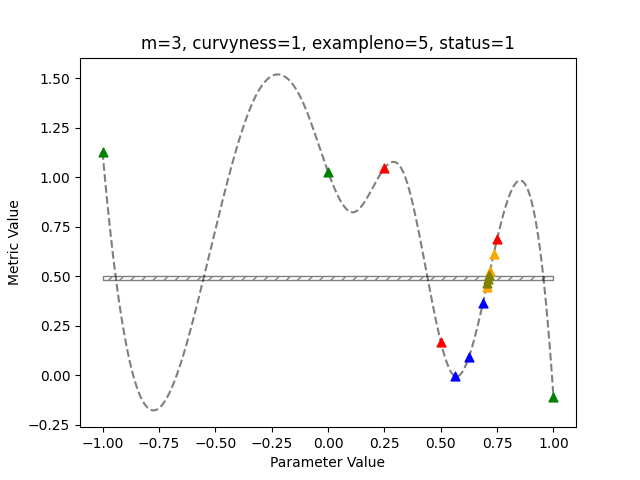 m=3, curvyness=1, exampleno=5, status=1
Metric Value
1.50
1.25
1.00
0.75
0.50
0.25
0.00
−0.25
−1.00 −0.75 −0.50 −0.25 0.00 0.25 0.50 0.75 1.00
Parameter Value